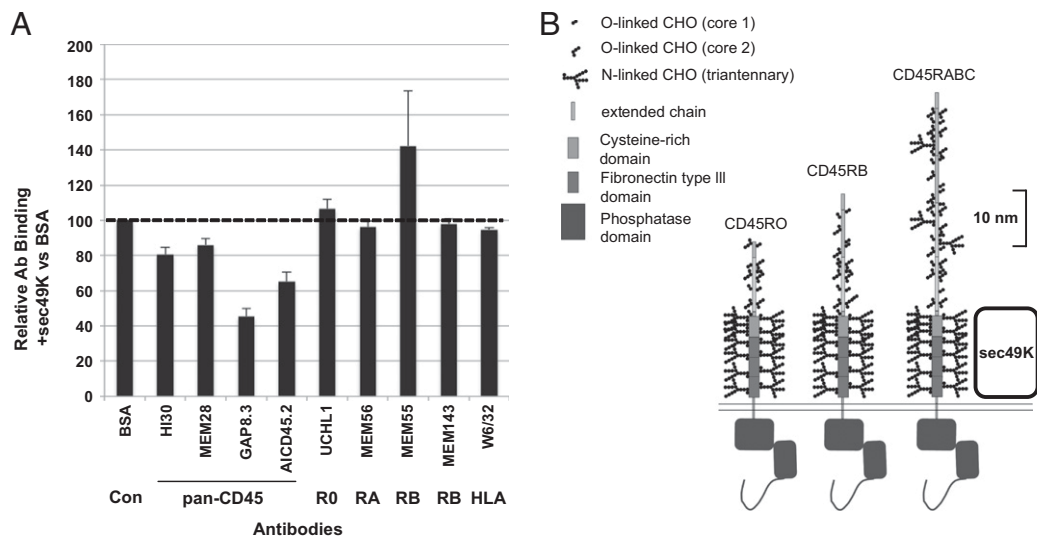 A
Relative Ab Binding
+sec49K vs BSA
200
180
160
140
120
100
80
60
40
20
0
BSA
HI30
MEM28
GAP8.3
AICD45.2
UCHL1
MEM56
MEM55
MEM143
W6/32
Con
pan-CD45
R0
RA
RB
RB
HLA
Antibodies
B
O-linked CHO (core 1)
O-linked CHO (core 2)
N-linked CHO (triantennary)
extended chain
Cysteine-rich
domain
Fibronectin type III
domain
Phosphatase
domain
CD45RO
CD45RB
CD45RABC
10 nm
sec49K